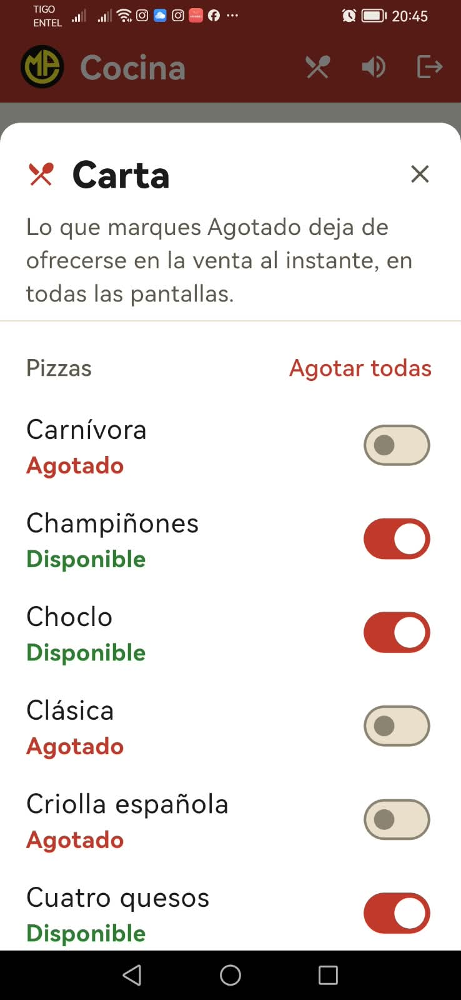 TIGO
ENTEL
20:45
MP Cocina
Carta
Lo que marques Agotado deja de
ofrecerse en la venta al instante, en
todas las pantallas.
Pizzas Agotar todas
Carnívora
Agotado
Champiñones
Disponible
Choclo
Disponible
Clásica
Agotado
Criolla española
Agotado
Cuatro quesos
Disponible